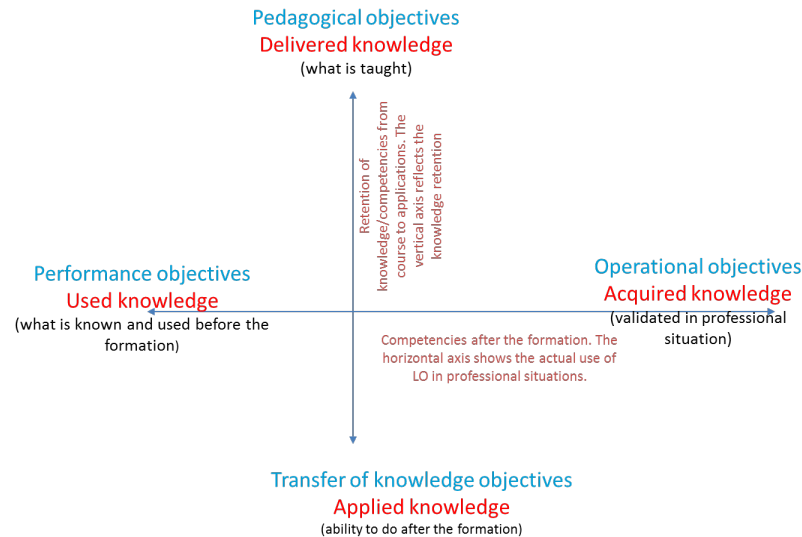 Pedagogical objectives
Delivered knowledge
(what is taught)
Retention of
knowledge/competencies from
course to applications. The
vertical axis reflects the
knowledge retention
Performance objectives
Used knowledge
(what is known and used before the
formation)
Operational objectives
Acquired knowledge
(validated in professional
situation)
Competencies after the formation. The
horizontal axis shows the actual use of
LO in professional situations.
Transfer of knowledge objectives
Applied knowledge
(ability to do after the formation)